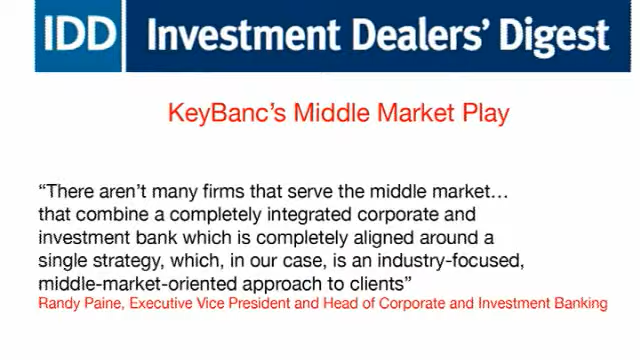 IDD Investment Dealers' Digest
KeyBanc's Middle Market Play
“There aren't many firms that serve the middle market…
that combine a completely integrated corporate and
investment bank which is completely aligned around a
single strategy, which, in our case, is an industry-focused,
middle-market-oriented approach to clients”
Randy Paine, Executive Vice President and Head of Corporate and Investment Banking